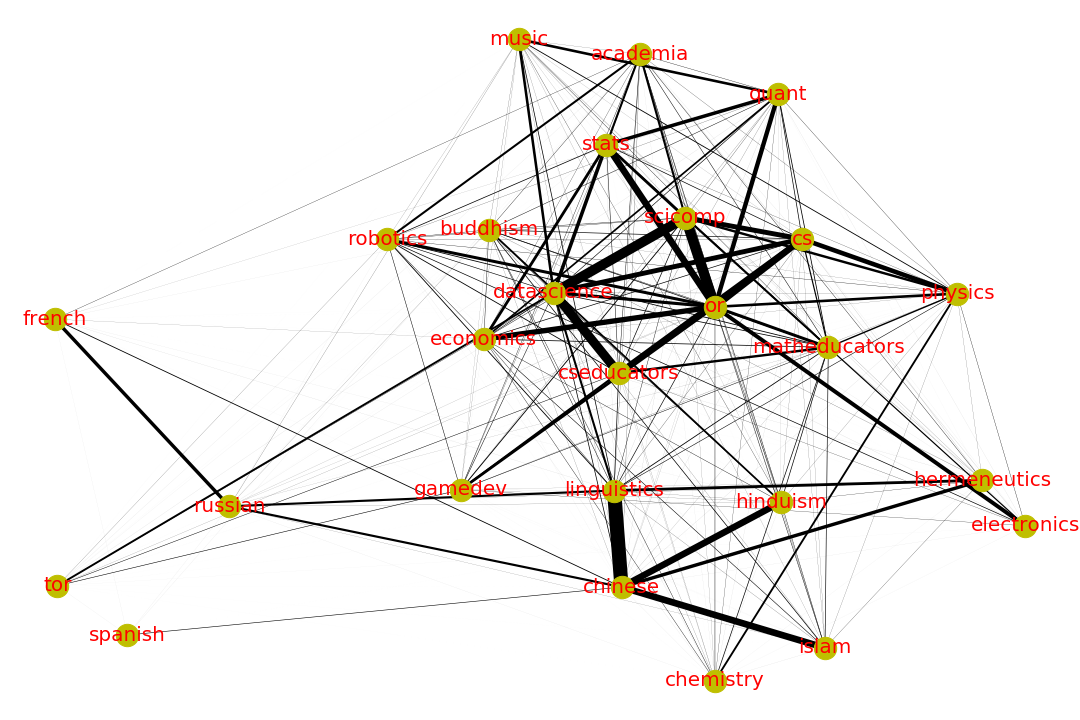 music
academia
quant
stats
scicomp
buddhism
robotics
cs
datascience
physics
or
french
economics
matheducators
cseducators
hermeneutics
gamedev
linguistics
hinduism
russian
electronics
tor
chinese
spanish
islam
chemistry